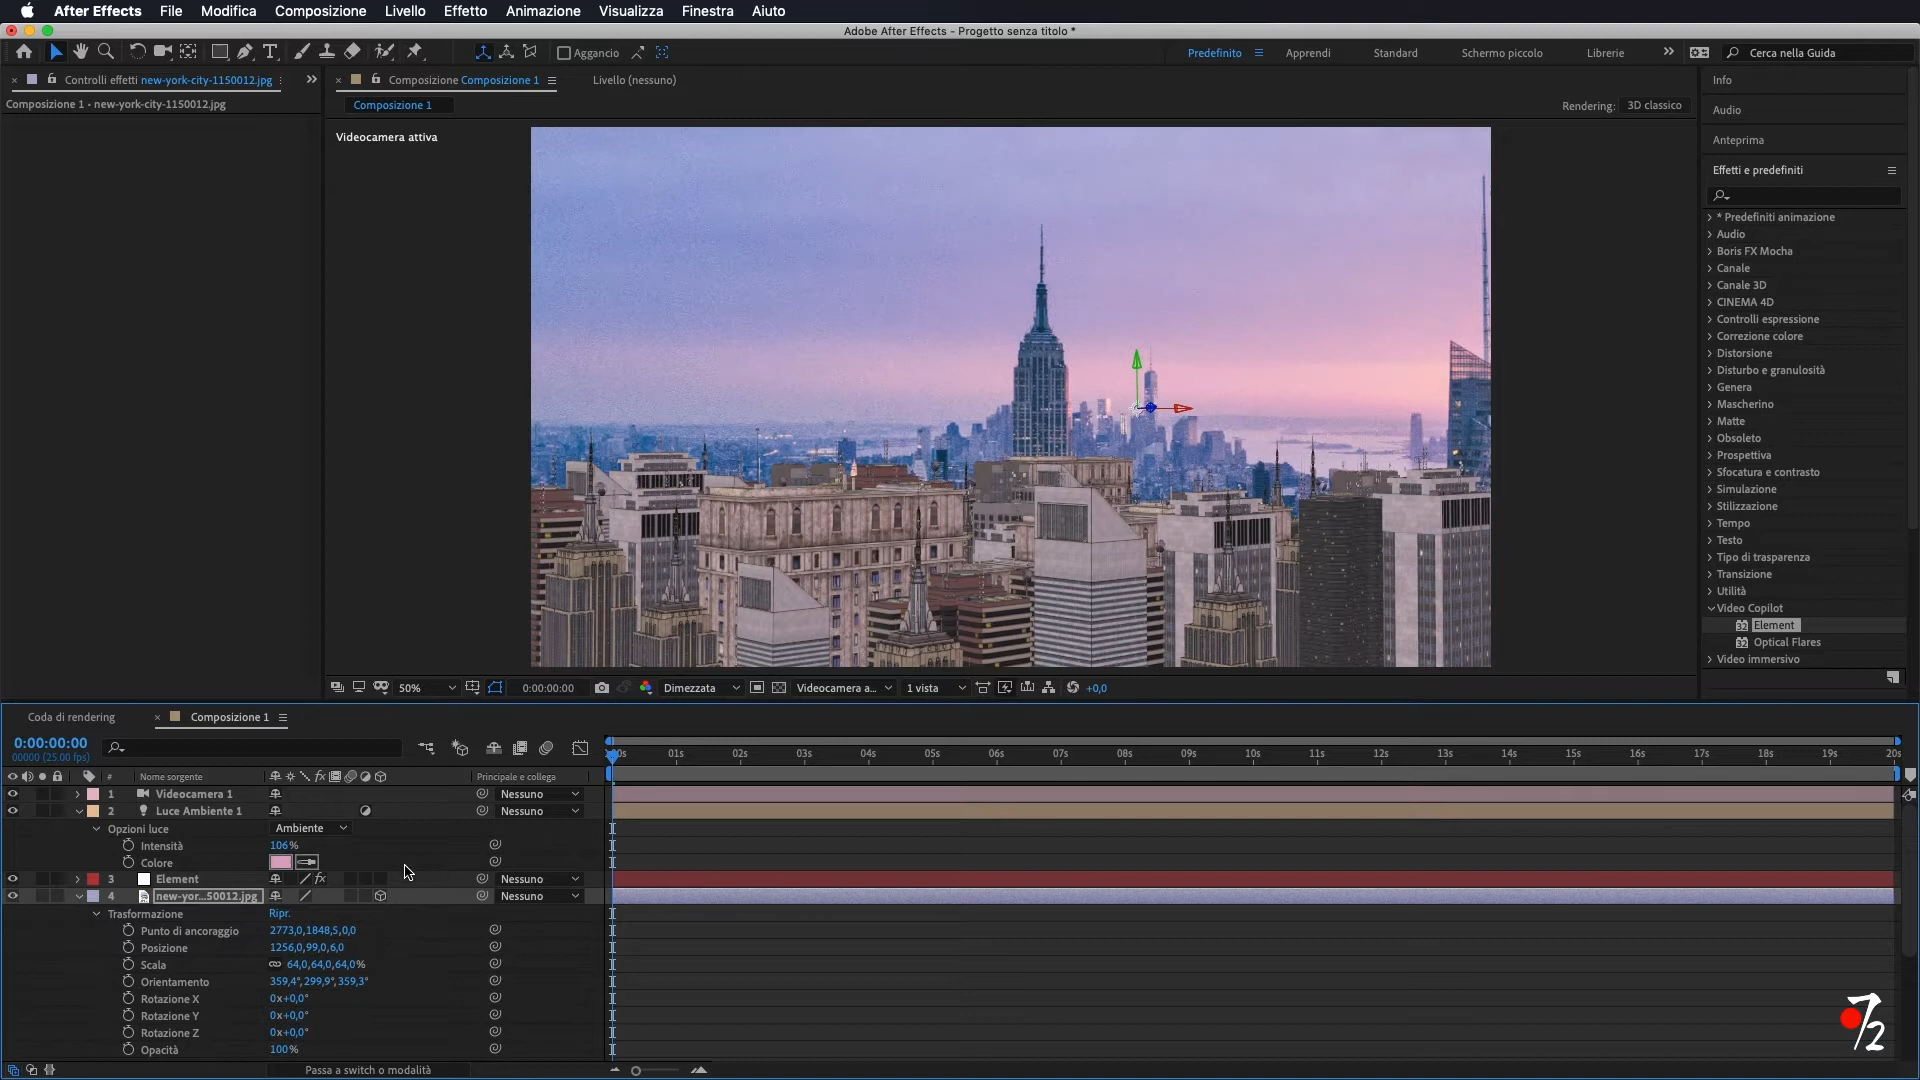 After Effects File Modifica Composizione Livello Effetto Animazione Visualizza Finestra Aiuto
Adobe After Effects - Progetto senza titolo *
Aggancio Predefinito Apprendi Standard Schermo piccolo Librerie Cerca nella Guida
Controlli effetti new-york-city-1150012.jpg
Composizione Composizione 1
Livello (nessuno)
Composizione 1 - new-york-city-1150012.jpg
Composizione 1
Rendering: 3D classico
Videocamera attiva
Info
Audio
Anteprima
Effetti e predefiniti
* Predefiniti animazione
Audio
Boris FX Mocha
Canale
Canale 3D
CINEMA 4D
Controlli espressione
Correzione colore
Distorsione
Disturbo e granulosità
Genera
Mascherino
Matte
Obsoleto
Prospettiva
Sfocatura e contrasto
Simulazione
Stilizzazione
Tempo
Testo
Tipo di trasparenza
Transizione
Utilità
Video Copilot
Element
Optical Flares
Video immersivo
50% 0:00:00:00 Dimezzata Videocamera a... 1 vista +0,0
Coda di rendering Composizione 1
0:00:00:00
00000 (25.00 fps)
01s 02s 03s 04s 05s 06s 07s 08s 09s 10s 11s 12s 13s 14s 15s 16s 17s 18s 19s 20s
# Nome sorgente fx Principale e collega
1 Videocamera 1 Nessuno
2 Luce Ambiente 1 Nessuno
Opzioni luce Ambiente
Intensità 106%
Colore
3 Element fx Nessuno
4 new-yor...50012.jpg Nessuno
Trasformazione Ripr.
Punto di ancoraggio 2773,0,1848,5,0,0
Posizione 1256,0,99,0,6,0
Scala 64,0,64,0,64,0%
Orientamento 359,4°,299,9°,359,3°
Rotazione X 0x+0,0°
Rotazione Y 0x+0,0°
Rotazione Z 0x+0,0°
Opacità 100%
Passa a switch o modalità